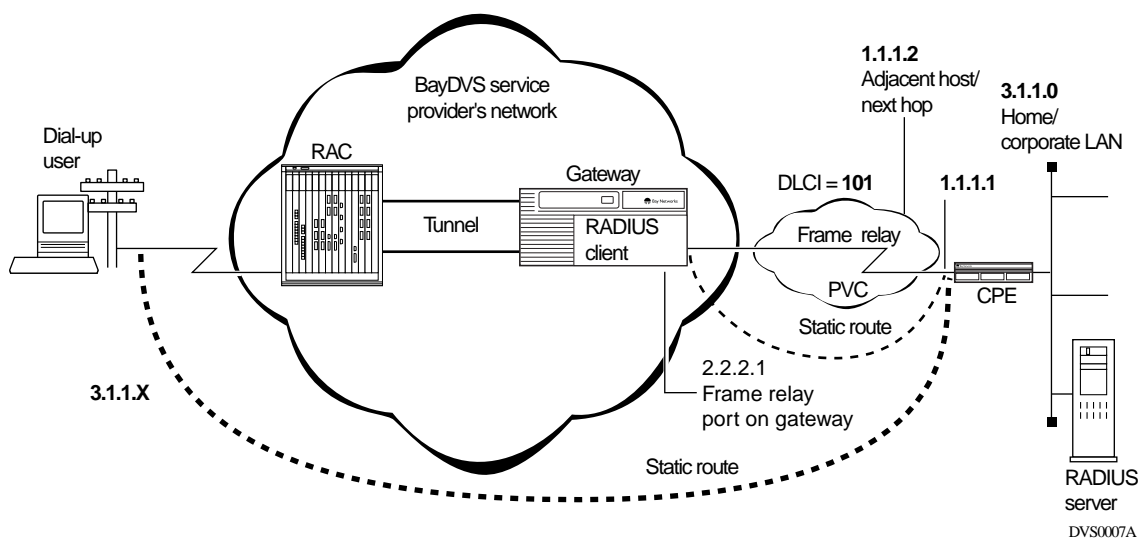 1.1.1.2
Adjacent host/
next hop
3.1.1.0
Home/
corporate LAN
BayDVS service
provider's network
Dial-up
user
RAC
Gateway
DLCI = 101
1.1.1.1
Bay Networks
Tunnel
RADIUS
client
Frame relay
PVC
CPE
Static route
2.2.2.1
Frame relay
port on gateway
3.1.1.X
Static route
RADIUS
server
DVS0007A